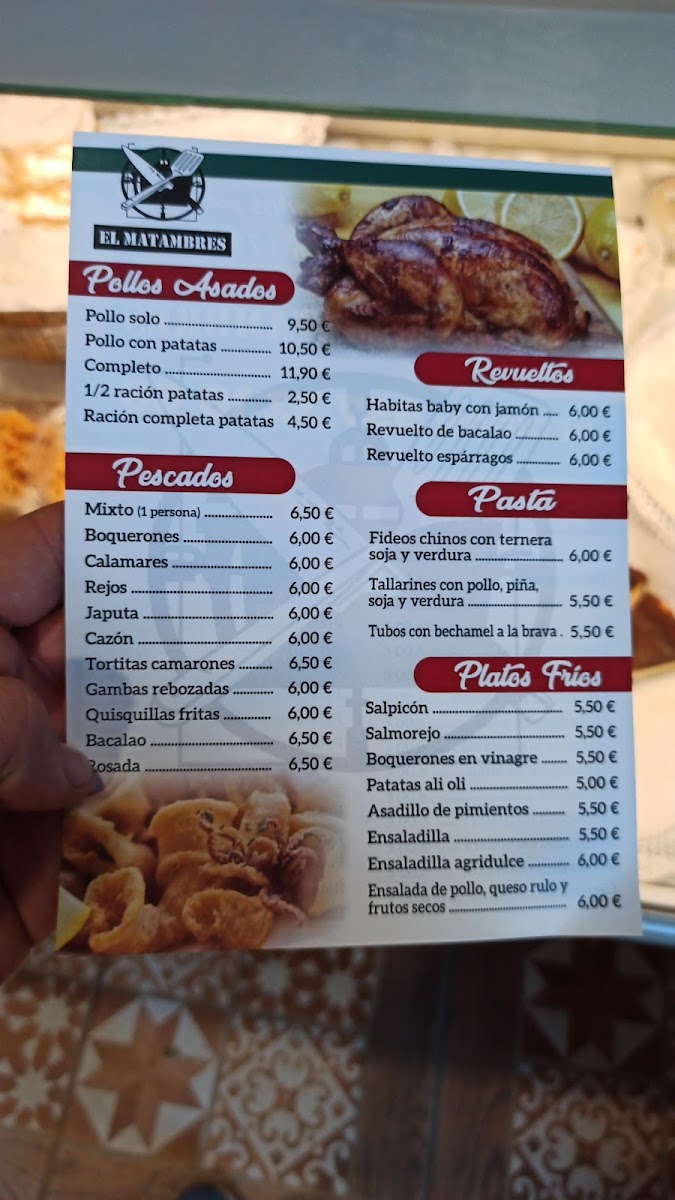 EL MATAMBRES
Pollos Asados
Pollo solo ................................ 9,50 €
Pollo con patatas .............. 10,50 €
Completo .............................. 11,90 €
1/2 ración patatas ............. 2,50 €
Ración completa patatas 4,50 €
Pescados
Mixto (1 persona) .................... 6,50 €
Boquerones .......................... 6,00 €
Calamares ............................. 6,00 €
Rejos ......................................... 6,00 €
Japuta ...................................... 6,00 €
Cazón ....................................... 6,00 €
Tortitas camarones .......... 6,50 €
Gambas rebozadas ............ 6,00 €
Quisquillas fritas .............. 6,00 €
Bacalao .................................... 6,50 €
Rosada ..................................... 6,50 €
Revueltos
Habitas baby con jamón ..... 6,00 €
Revuelto de bacalao ............. 6,00 €
Revuelto espárragos ............. 6,00 €
Pasta
Fideos chinos con ternera
soja y verdura .......................... 6,00 €
Tallarines con pollo, piña,
soja y verdura ............................ 5,50 €
Tubos con bechamel a la brava . 5,50 €
Platos Fríos
Salpicón ...................................... 5,50 €
Salmorejo ................................... 5,50 €
Boquerones en vinagre ....... 5,50 €
Patatas ali oli ............................ 5,00 €
Asadillo de pimientos ......... 5,50 €
Ensaladilla ................................. 5,50 €
Ensaladilla agridulce ............ 6,00 €
Ensalada de pollo, queso rulo y
frutos secos .................................. 6,00 €